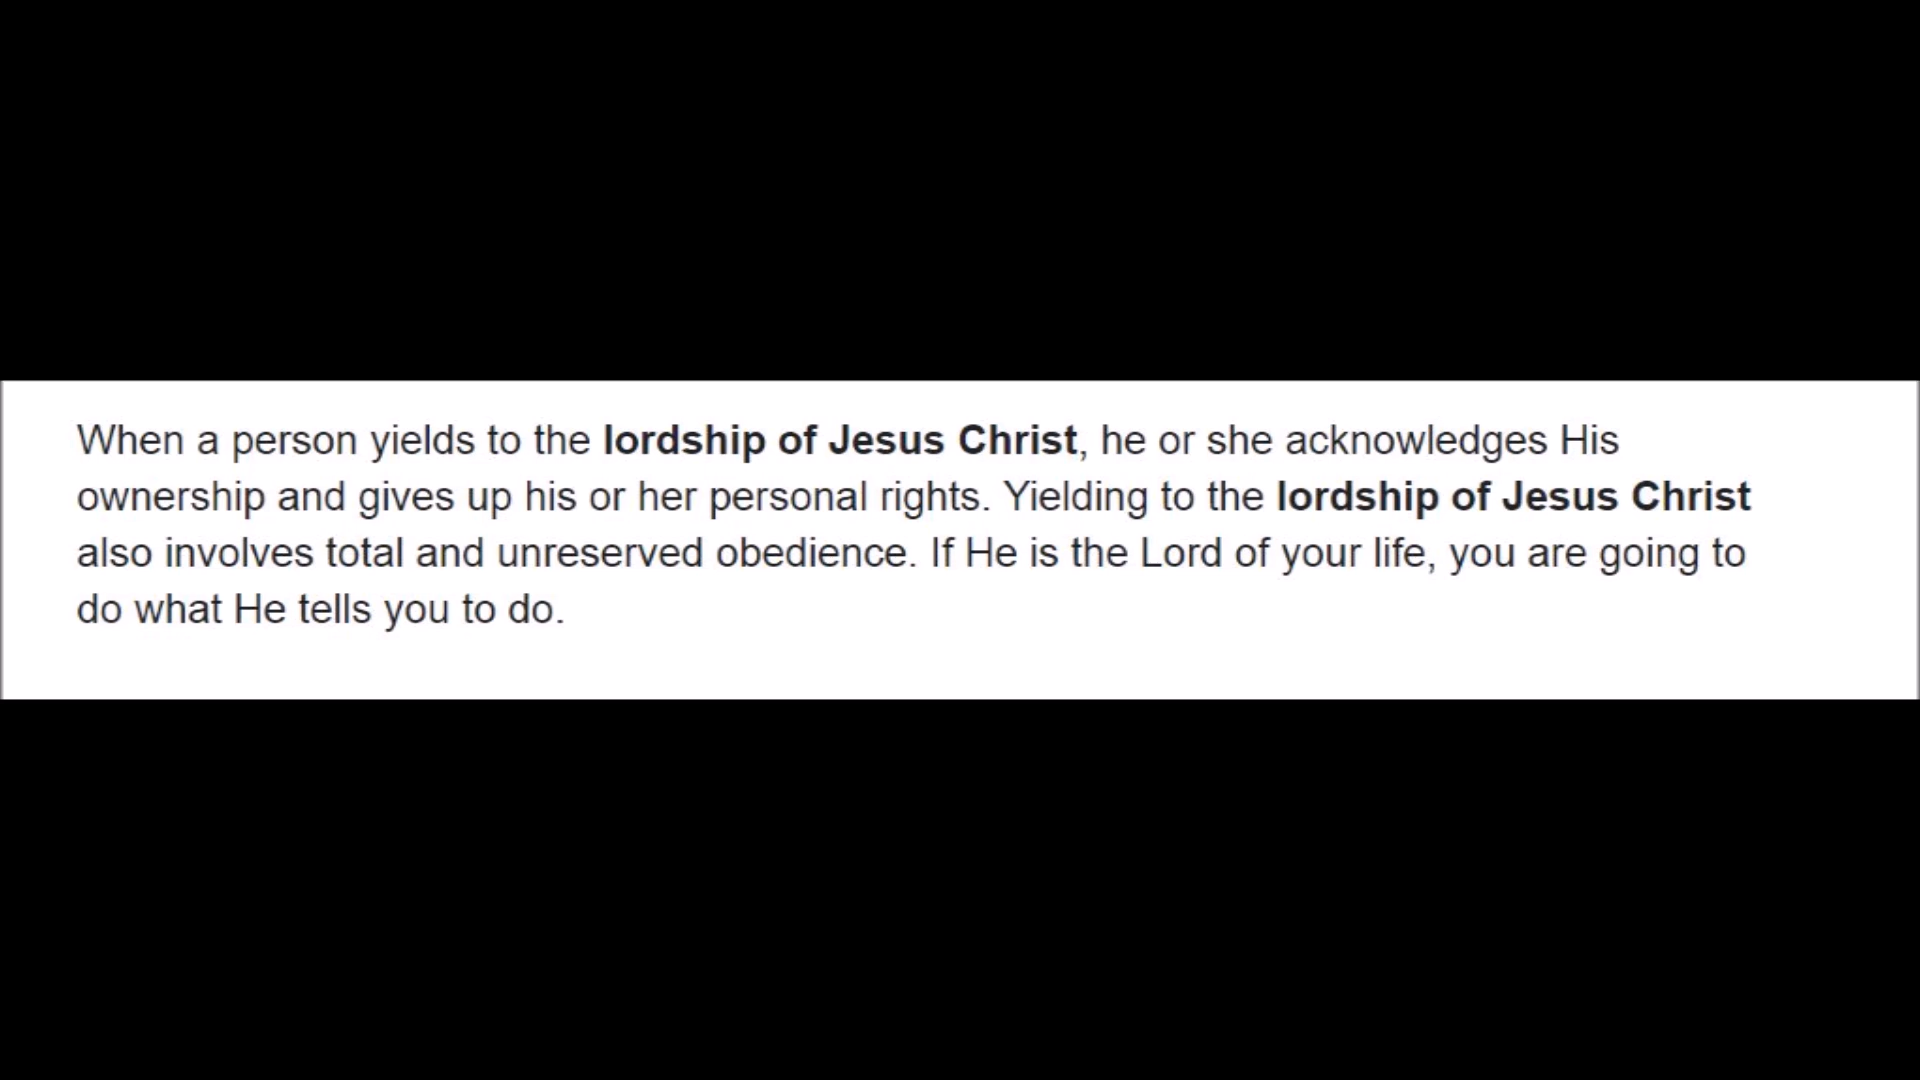 When a person yields to the lordship of Jesus Christ, he or she acknowledges His
ownership and gives up his or her personal rights. Yielding to the lordship of Jesus Christ
also involves total and unreserved obedience. If He is the Lord of your life, you are going to
do what He tells you to do.